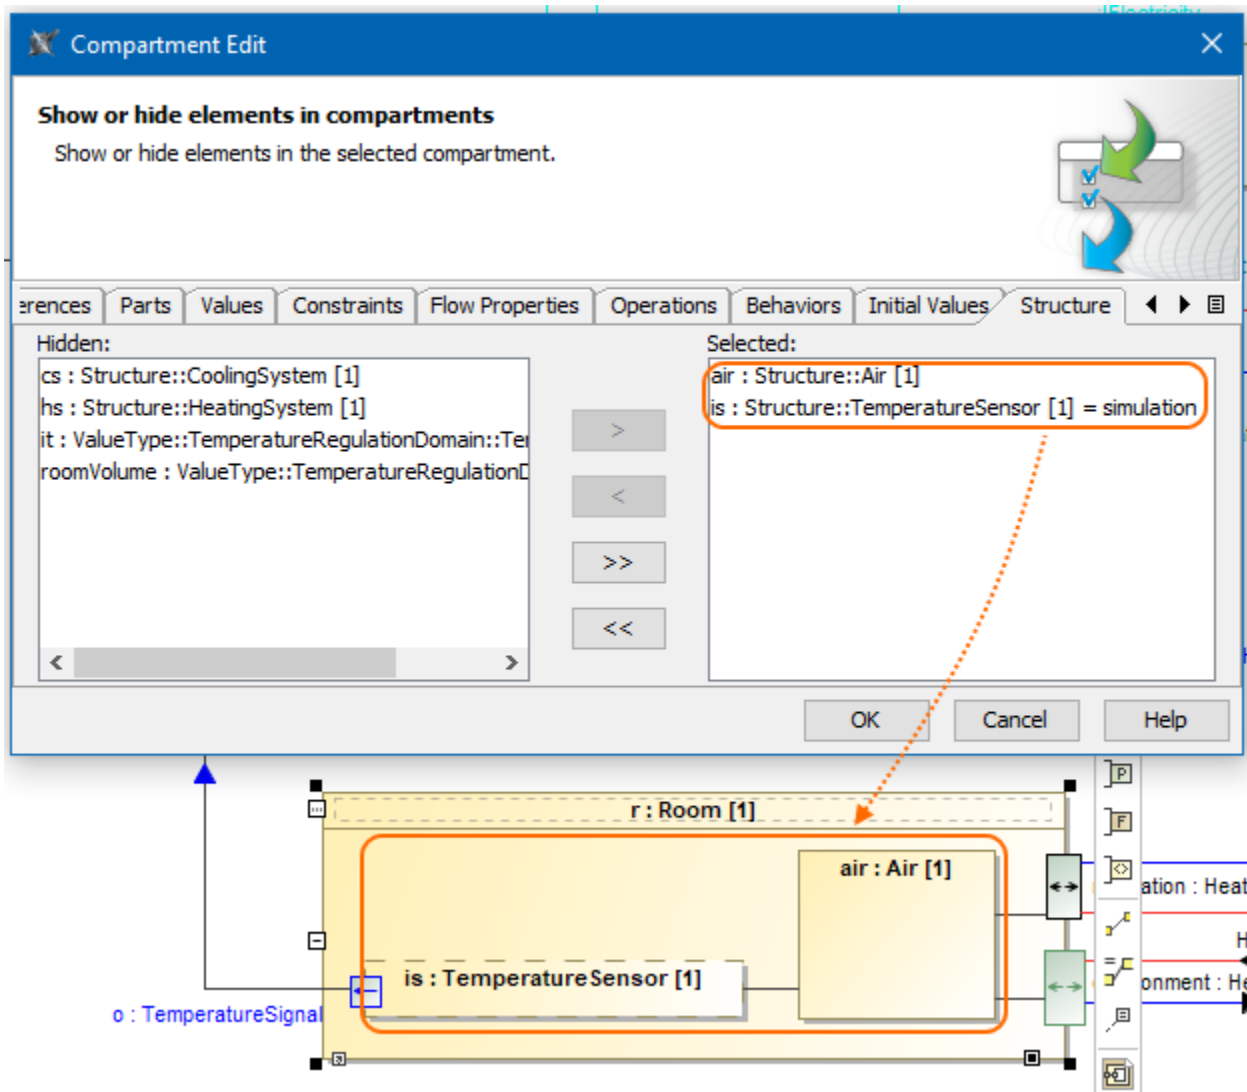 :IElectricity
Compartment Edit
Show or hide elements in compartments
Show or hide elements in the selected compartment.
erences Parts Values Constraints Flow Properties Operations Behaviors Initial Values Structure
Hidden:
Selected:
cs : Structure::CoolingSystem [1]
hs : Structure::HeatingSystem [1]
it : ValueType::TemperatureRegulationDomain::Te
roomVolume : ValueType::TemperatureRegulationD
air : Structure::Air [1]
is : Structure::TemperatureSensor [1] = simulation
>
<
>>
<<
OK Cancel Help
r : Room [1]
air : Air [1]
is : TemperatureSensor [1]
o : TemperatureSignal
P
F
ation : Heat
H
onment : He